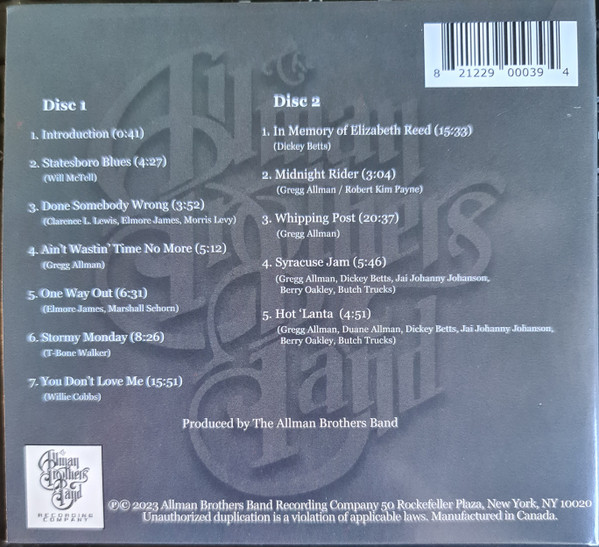 The
Allman
Brothers
Band
8 21229 00039 4
Disc 1
1. Introduction (0:41)
2. Statesboro Blues (4:27)
(Will McTell)
3. Done Somebody Wrong (3:52)
(Clarence L. Lewis, Elmore James, Morris Levy)
4. Ain't Wastin' Time No More (5:12)
(Gregg Allman)
5. One Way Out (6:31)
(Elmore James, Marshall Sehorn)
6. Stormy Monday (8:26)
(T-Bone Walker)
7. You Don't Love Me (15:51)
(Willie Cobbs)
Disc 2
1. In Memory of Elizabeth Reed (15:33)
(Dickey Betts)
2. Midnight Rider (3:04)
(Gregg Allman / Robert Kim Payne)
3. Whipping Post (20:37)
(Gregg Allman)
4. Syracuse Jam (5:46)
(Gregg Allman, Dickey Betts, Jai Johanny Johanson,
Berry Oakley, Butch Trucks)
5. Hot 'Lanta (4:51)
(Gregg Allman, Duane Allman, Dickey Betts, Jai Johanny Johanson,
Berry Oakley, Butch Trucks)
Produced by The Allman Brothers Band
The
Allman
Brothers
Band
RECORDING
COMPANY
℗© 2023 Allman Brothers Band Recording Company 50 Rockefeller Plaza, New York, NY 10020
Unauthorized duplication is a violation of applicable laws. Manufactured in Canada.